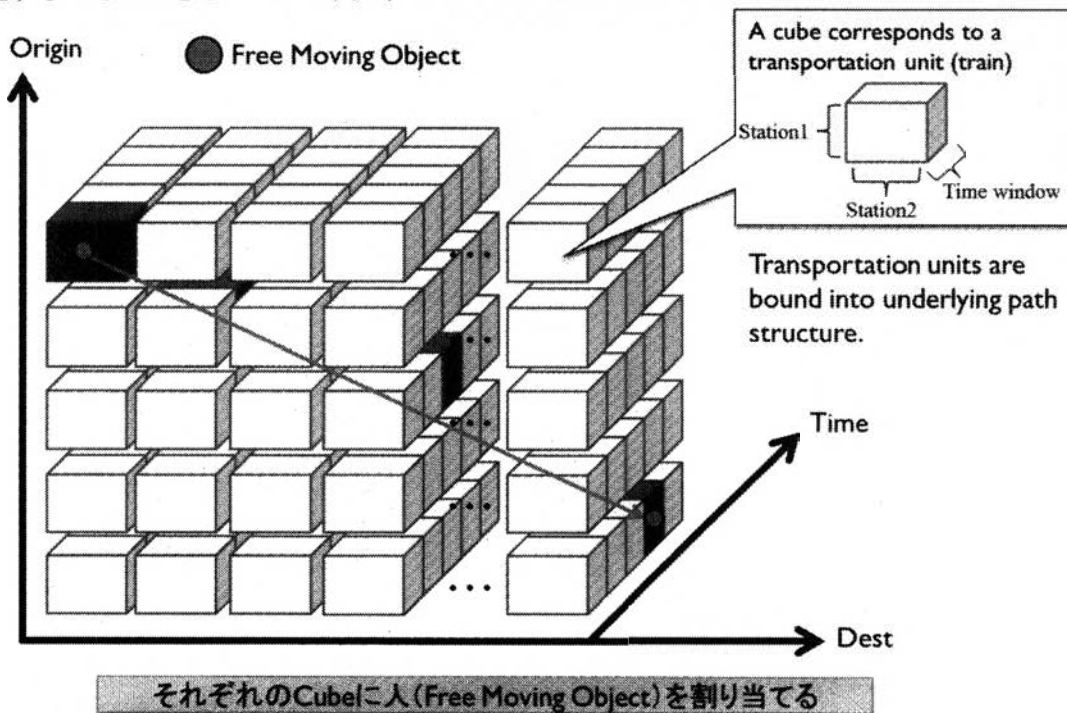 Origin
Free Moving Object
A cube corresponds to a
transportation unit (train)
Station1
Station2
Time window
Transportation units are
bound into underlying path
structure.
Time
Dest
それぞれのCubeに人(Free Moving Object)を割り当てる